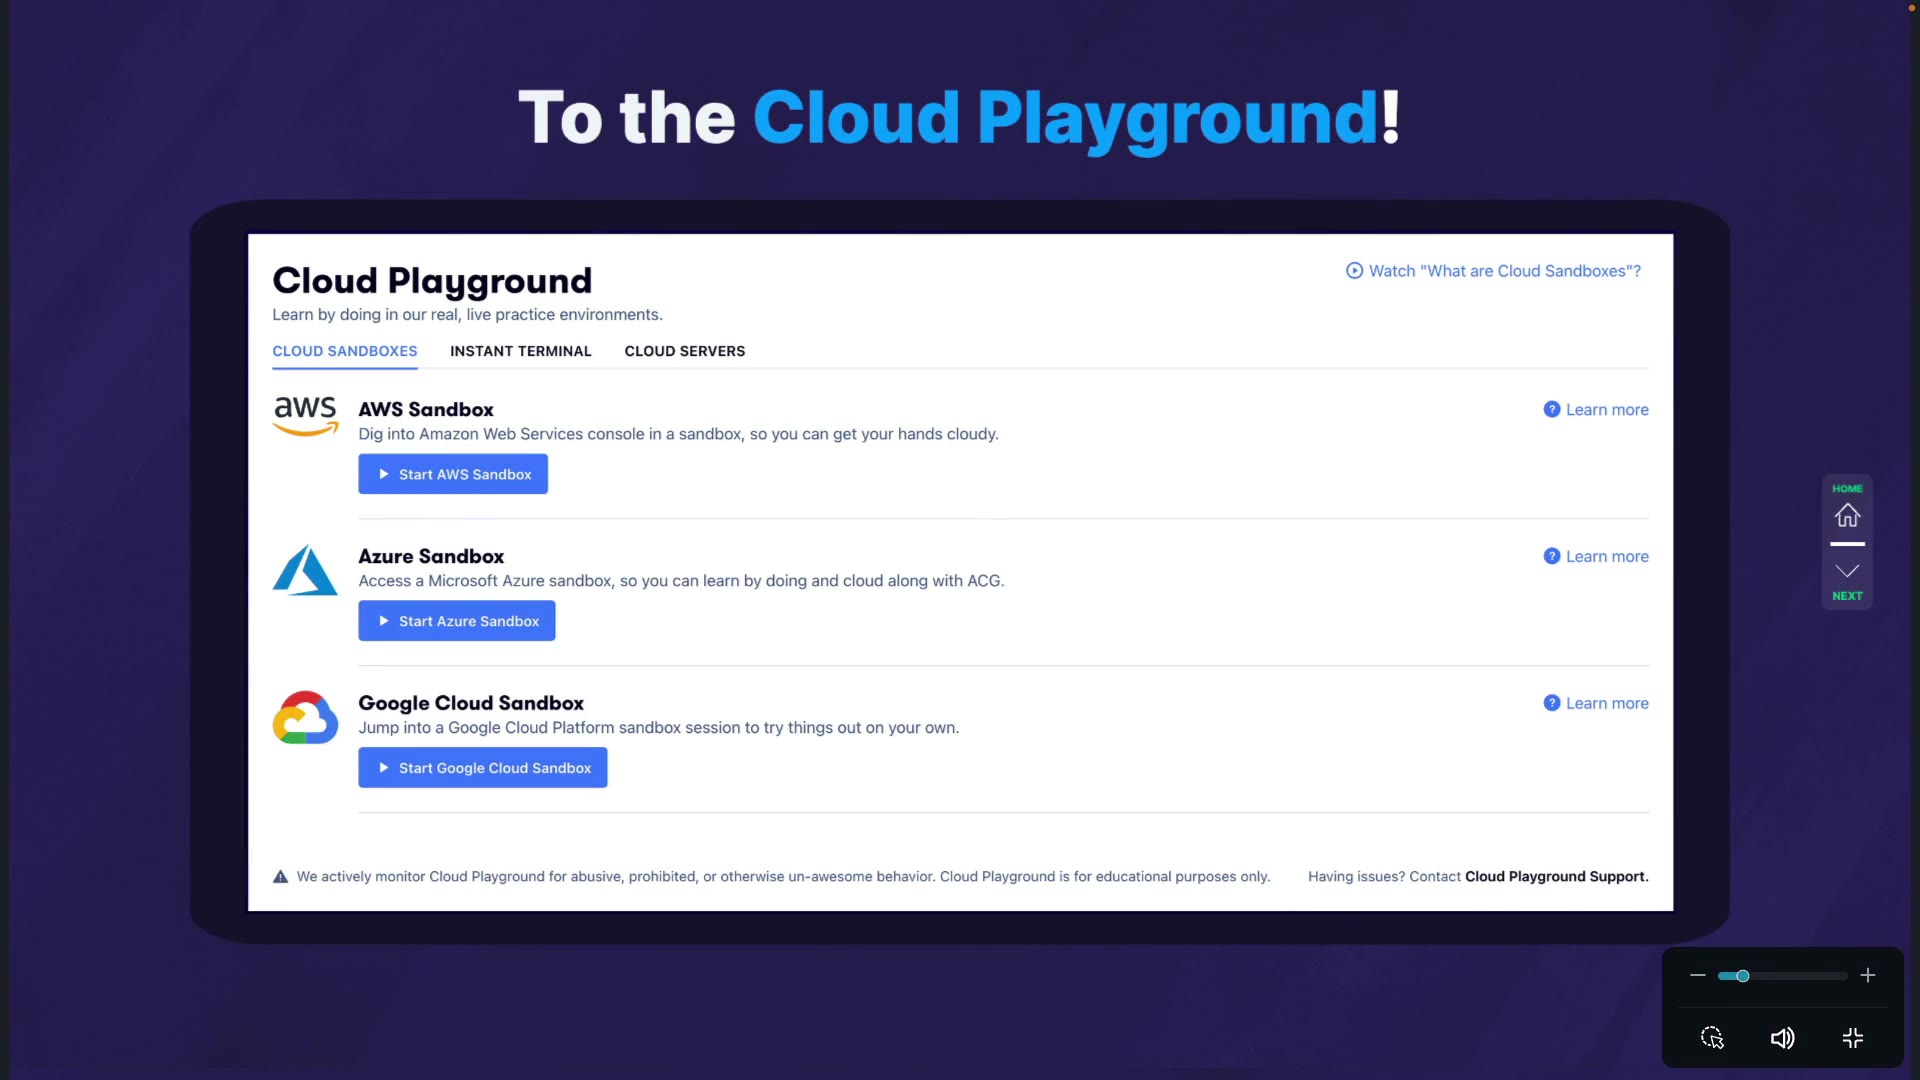 To the Cloud Playground!
Cloud Playground
Watch "What are Cloud Sandboxes"?
Learn by doing in our real, live practice environments.
CLOUD SANDBOXES INSTANT TERMINAL CLOUD SERVERS
aws
AWS Sandbox
Learn more
Dig into Amazon Web Services console in a sandbox, so you can get your hands cloudy.
Start AWS Sandbox
Azure Sandbox
Learn more
Access a Microsoft Azure sandbox, so you can learn by doing and cloud along with ACG.
Start Azure Sandbox
Google Cloud Sandbox
Learn more
Jump into a Google Cloud Platform sandbox session to try things out on your own.
Start Google Cloud Sandbox
We actively monitor Cloud Playground for abusive, prohibited, or otherwise un-awesome behavior. Cloud Playground is for educational purposes only.
Having issues? Contact Cloud Playground Support.
HOME
NEXT